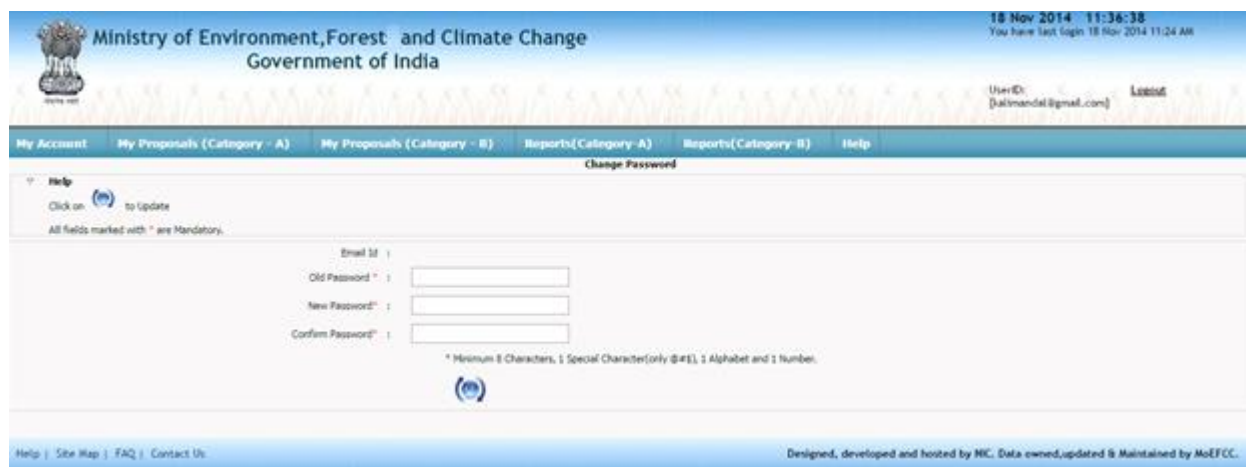 18 Nov 2014 11:36:38
You have last login 18 Nov 2014 11:24 AM
Ministry of Environment,Forest and Climate Change
Government of India
UserID:
[kalimandal@gmail.com]
Logout
My Account My Proposals (Category - A) My Proposals (Category - B) Reports(Category-A) Reports(Category-B) Help
Change Password
Help
Click on to Update
All fields marked with * are Mandatory.
Email Id :
Old Password * :
New Password* :
Confirm Password* :
* Minimum 8 Characters, 1 Special Character(only @#$), 1 Alphabet and 1 Number.
Help | Site Map | FAQ | Contact Us
Designed, developed and hosted by NIC. Data owned,updated & Maintained by MoEFCC.